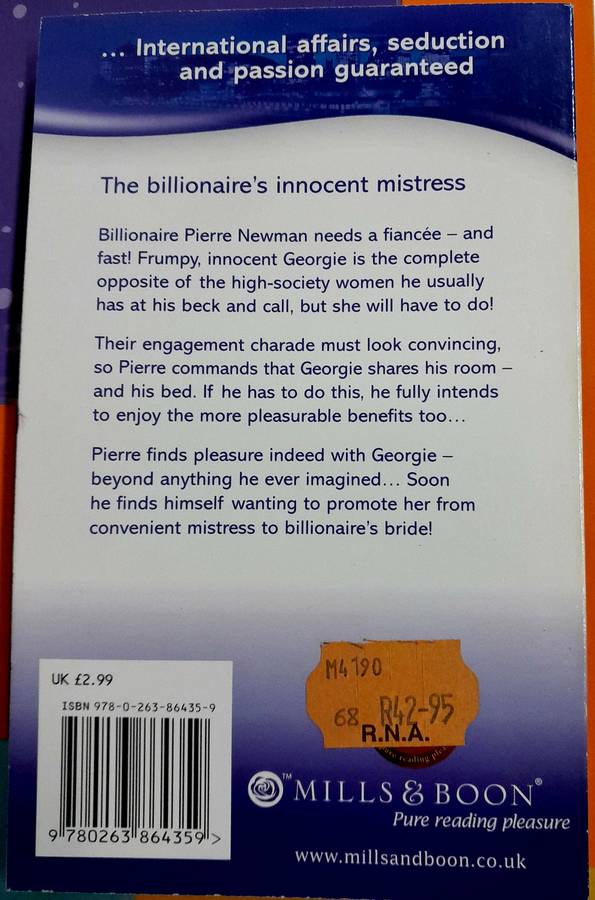 ... International affairs, seduction
and passion guaranteed
The billionaire's innocent mistress
Billionaire Pierre Newman needs a fiancée – and
fast! Frumpy, innocent Georgie is the complete
opposite of the high-society women he usually
has at his beck and call, but she will have to do!
Their engagement charade must look convincing,
so Pierre commands that Georgie shares his room –
and his bed. If he has to do this, he fully intends
to enjoy the more pleasurable benefits too...
Pierre finds pleasure indeed with Georgie –
beyond anything he ever imagined... Soon
he finds himself wanting to promote her from
convenient mistress to billionaire's bride!
UK £2.99
ISBN 978-0-263-86435-9
9 780263 864359 >
M4190
68 R42-95
R.N.A.
reading
™ MILLS & BOON®
Pure reading pleasure
www.millsandboon.co.uk